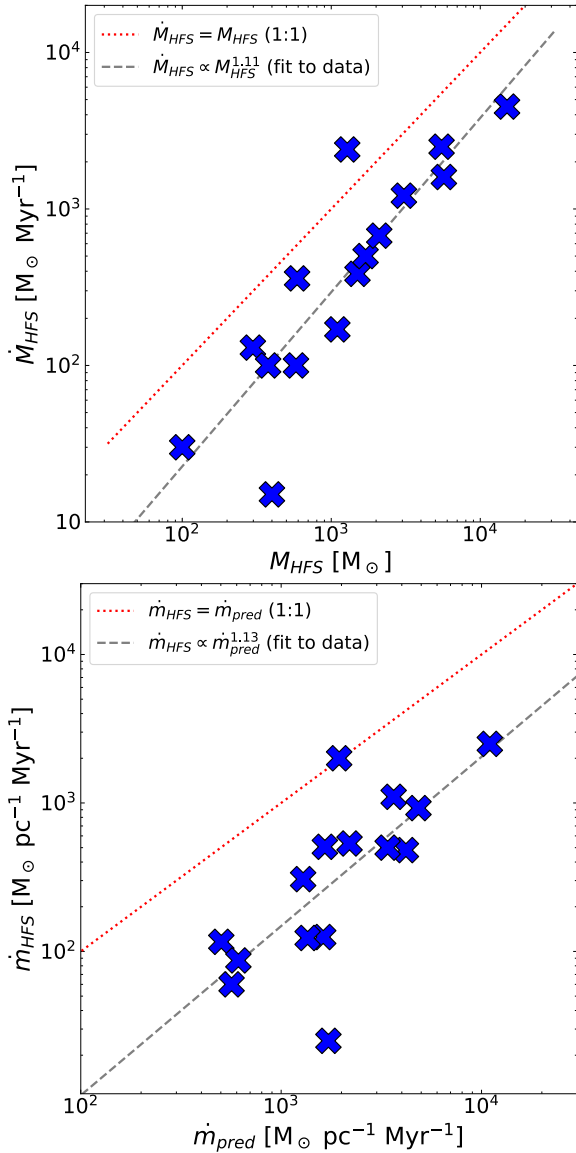 Ṁ_HFS = M_HFS (1:1)
Ṁ_HFS ∝ M_HFS^1.11 (fit to data)
10^4
10^3
10^2
10
Ṁ_HFS [M_⊙ Myr^−1]
10^2 10^3 10^4
M_HFS [M_⊙]
ṁ_HFS = ṁ_pred (1:1)
ṁ_HFS ∝ ṁ_pred^1.13 (fit to data)
10^4
10^3
10^2
ṁ_HFS [M_⊙ pc^−1 Myr^−1]
10^2 10^3 10^4
ṁ_pred [M_⊙ pc^−1 Myr^−1]